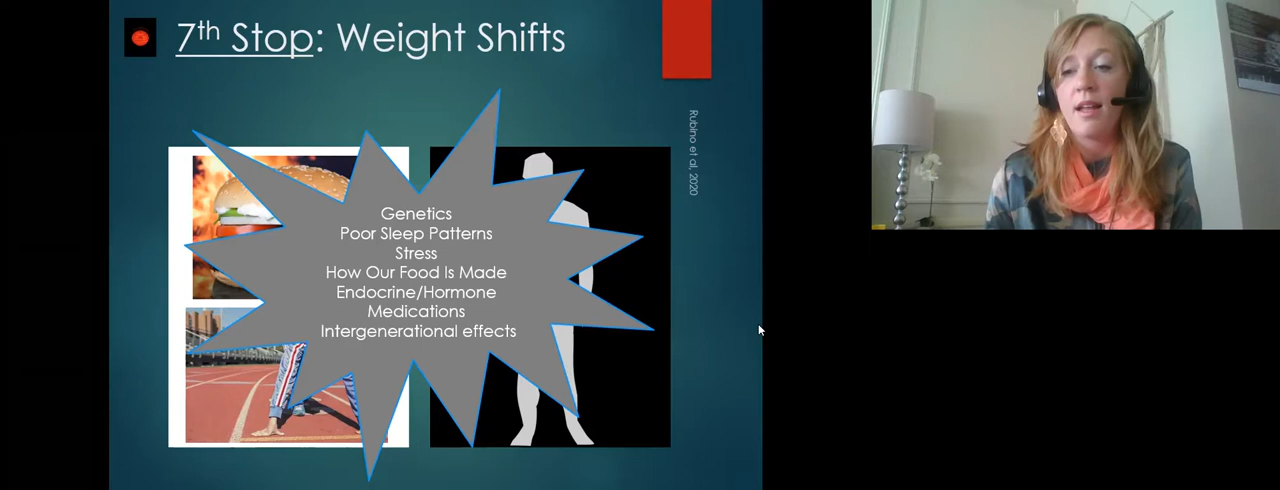 7th Stop: Weight Shifts
Rubino et al, 2020
Genetics
Poor Sleep Patterns
Stress
How Our Food Is Made
Endocrine/Hormone
Medications
Intergenerational effects